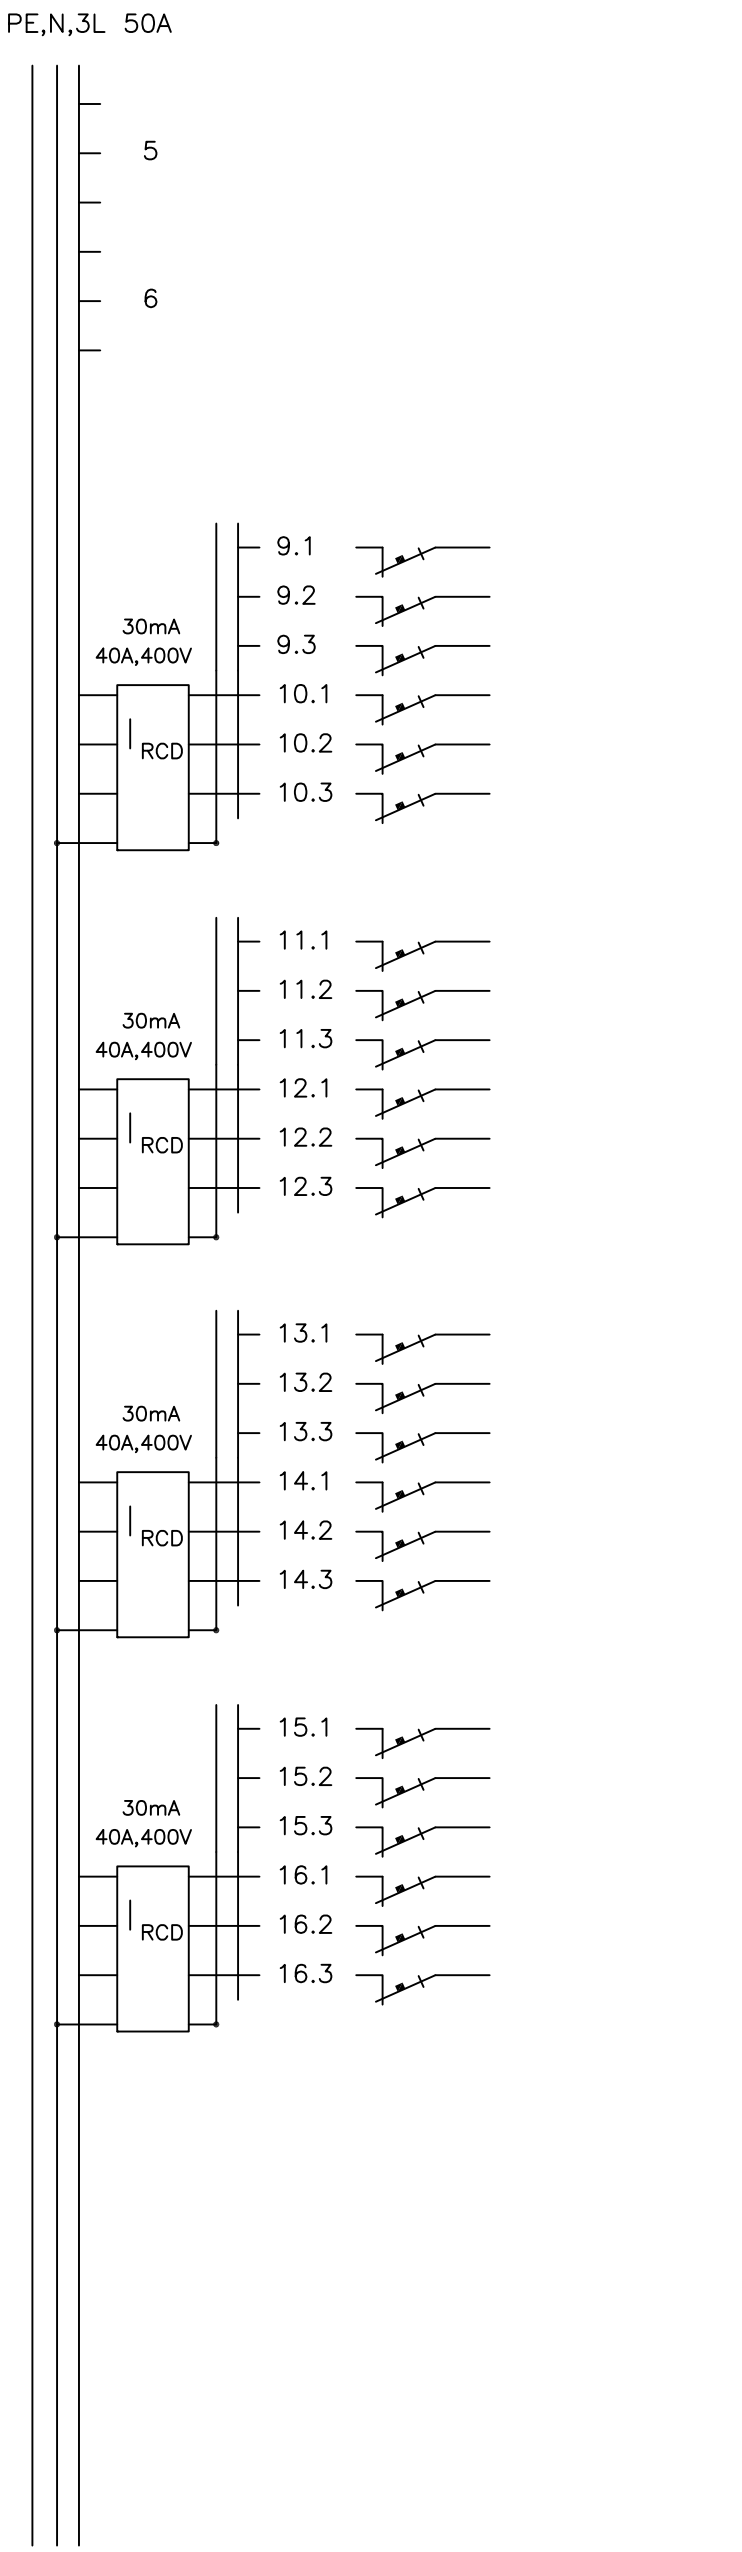 PE,N,3L 50A
5
6
9.1
9.2
30mA
9.3
40A,400V
10.1
10.2
RCD
10.3
11.1
11.2
30mA
11.3
40A,400V
12.1
12.2
RCD
12.3
13.1
13.2
30mA
13.3
40A,400V
14.1
14.2
RCD
14.3
15.1
15.2
30mA
15.3
40A,400V
16.1
16.2
RCD
16.3